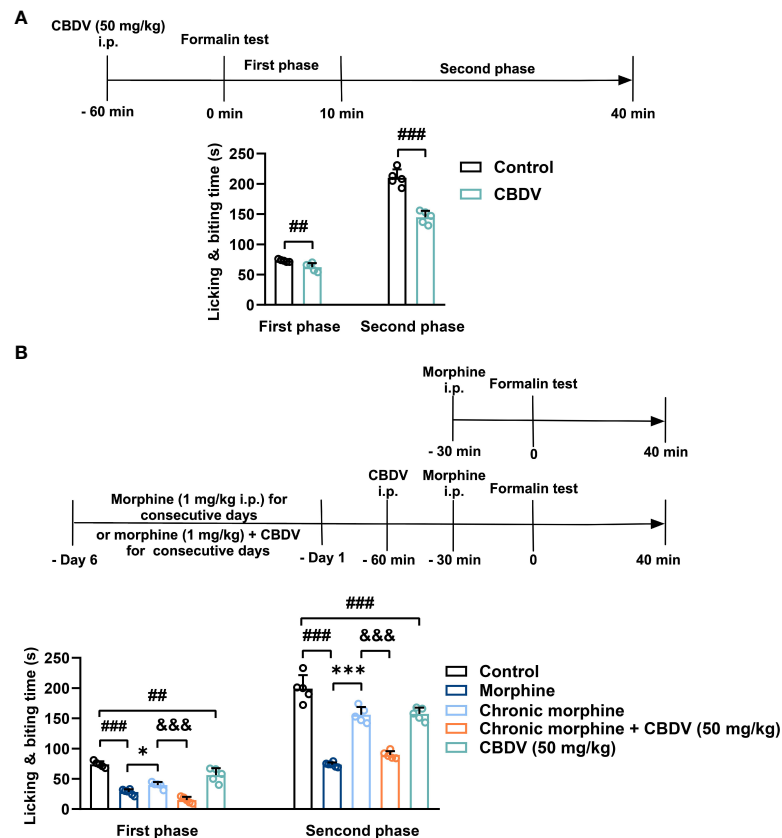 A
CBDV (50 mg/kg)
i.p.
Formalin test
First phase
Second phase
- 60 min
0 min
10 min
40 min
Licking & biting time (s)
250
200
150
100
50
0
##
###
First phase
Second phase
Control
CBDV
B
Morphine
i.p.
Formalin test
- 30 min
0
40 min
Morphine (1 mg/kg i.p.) for
consecutive days
or morphine (1 mg/kg) + CBDV
for consecutive days
CBDV
i.p.
Morphine
i.p.
Formalin test
- Day 6
- Day 1
- 60 min
- 30 min
0
40 min
Licking & biting time (s)
250
200
150
100
50
0
##
###
&&&
*
###
###
&&&
***
First phase
Sencond phase
Control
Morphine
Chronic morphine
Chronic morphine + CBDV (50 mg/kg)
CBDV (50 mg/kg)